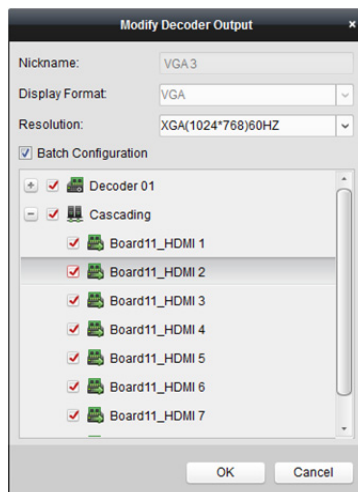 Modify Decoder Output ×
Nickname: VGA 3
Display Format: VGA
Resolution: XGA(1024*768)60HZ
Batch Configuration
Decoder 01
Cascading
Board11_HDMI 1
Board11_HDMI 2
Board11_HDMI 3
Board11_HDMI 4
Board11_HDMI 5
Board11_HDMI 6
Board11_HDMI 7
OK Cancel